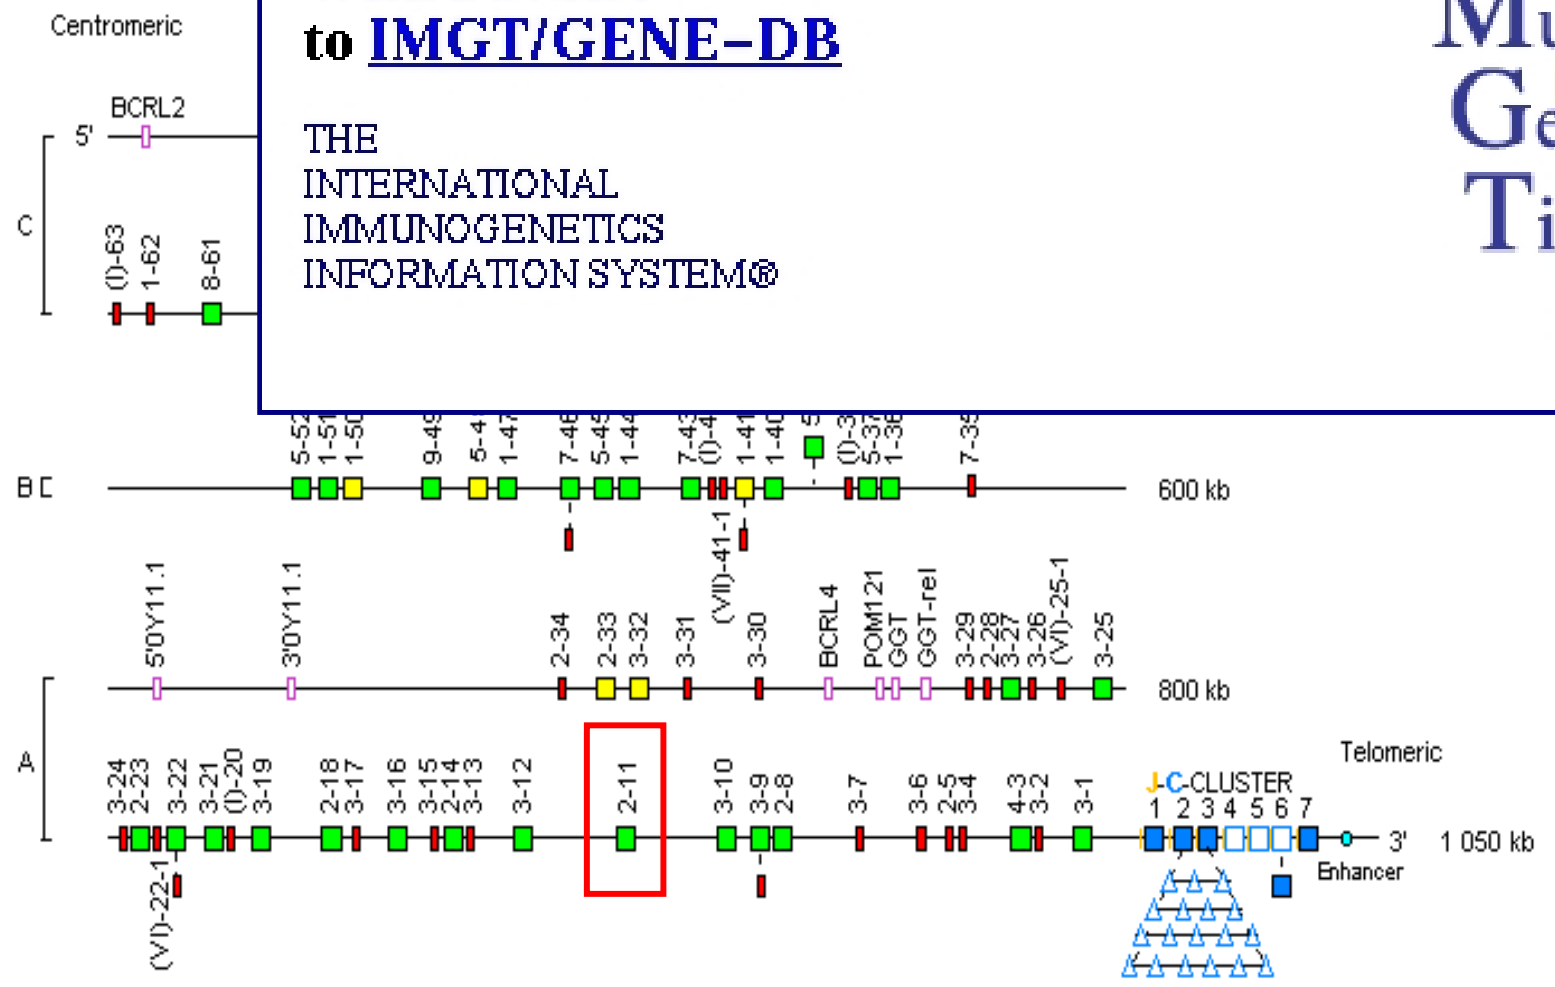 Centromeric
to IMGT/GENE-DB
THE
INTERNATIONAL
IMMUNOGENETICS
INFORMATION SYSTEM®
Mu
Ge
Ti
BCRL2
5'
C
(I)-63 1-62 8-61
5-52 1-51 1-50 9-49 1-47 7-46 5-45 1-44 7-43 1-41 1-40 5-37 1-36 7-35
B
600 kb
(VII)-41-1
5'0Y11.1 3'0Y11.1 2-34 2-33 3-32 3-31 3-30 BCRL4 POM121 GGT GGT-rel 3-29 2-28 3-27 3-26 (VI)-25-1 3-25
800 kb
A
3-24 2-23 3-22 3-21 (I)-20 3-19 2-18 3-17 3-16 3-15 2-14 3-13 3-12 2-11 3-10 3-9 2-8 3-7 3-6 2-5 3-4 4-3 3-2 3-1
Telomeric
J-C-CLUSTER
1 2 3 4 5 6 7
3'
1 050 kb
Enhancer
(VI)-22-1